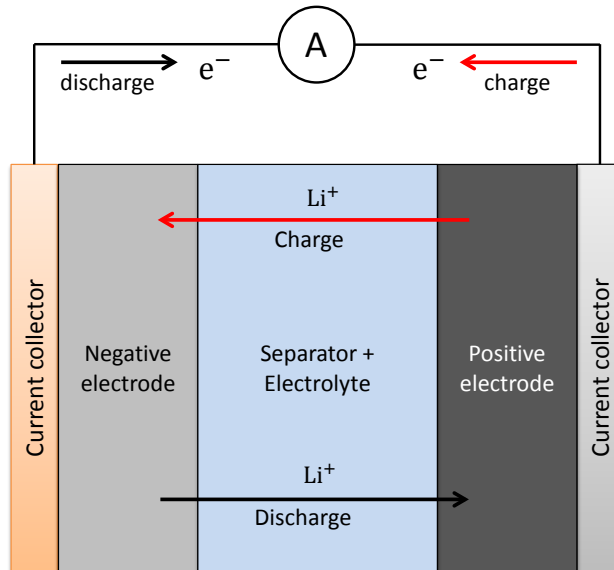 A
discharge
e⁻
e⁻
charge
Li⁺
Charge
Current collector
Negative
electrode
Separator +
Electrolyte
Positive
electrode
Current collector
Li⁺
Discharge